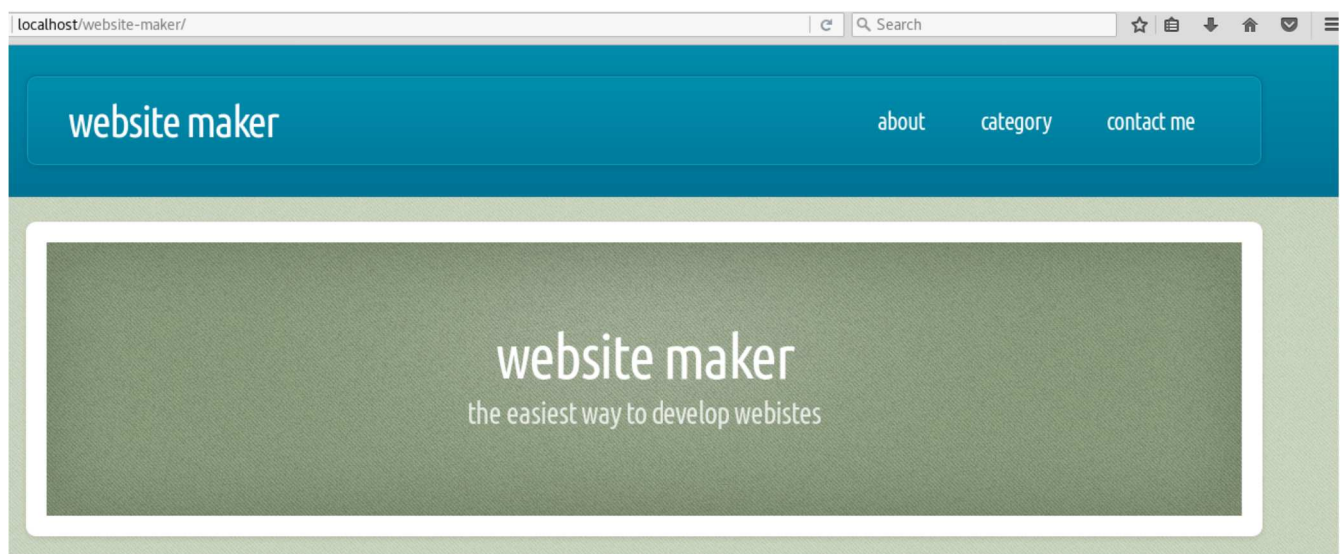 localhost/website-maker/ Search
website maker about category contact me
website maker
the easiest way to develop webistes